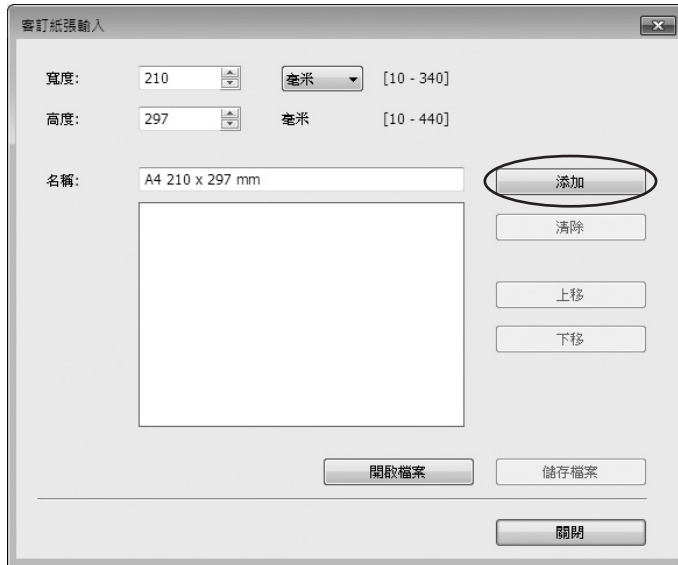 客訂紙張輸入
寬度: 210 毫米 [10 - 340]
高度: 297 毫米 [10 - 440]
名稱: A4 210 x 297 mm 添加
清除
上移
下移
開啟檔案 儲存檔案
關閉